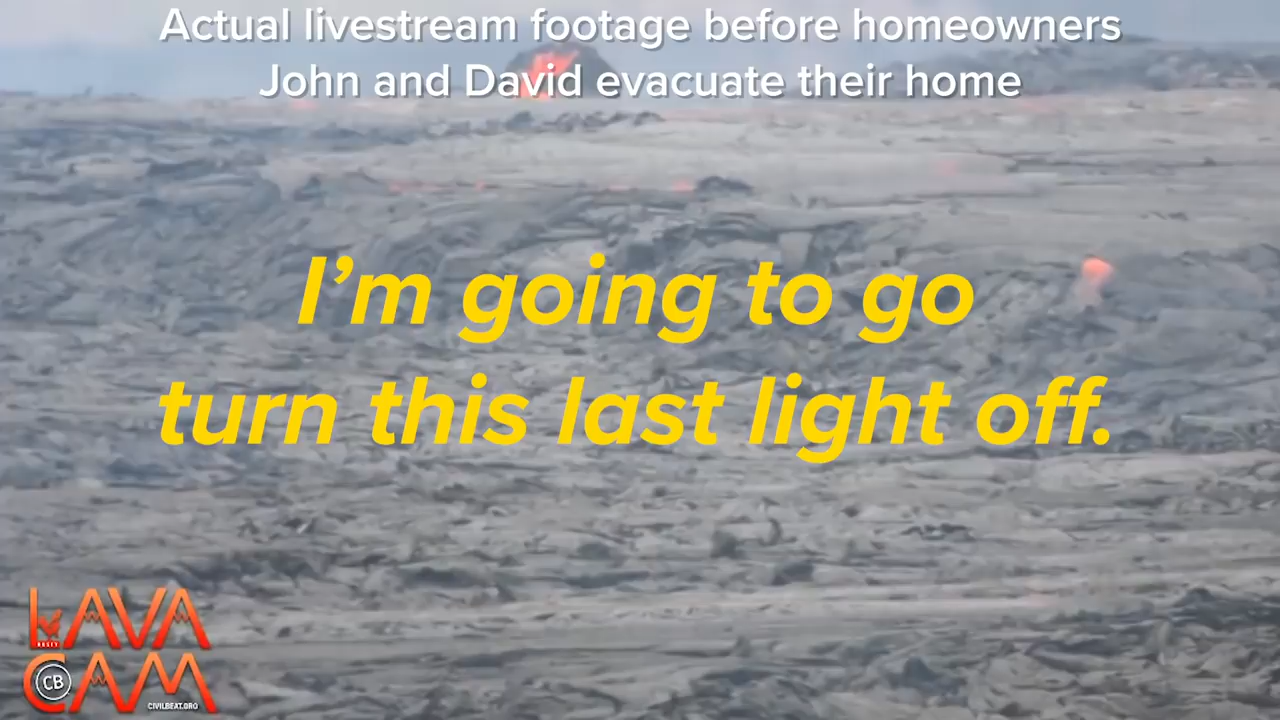 Actual livestream footage before homeowners
John and David evacuate their home
I’m going to go
turn this last light off.
LAVA
CAM
CB
CIVILBEAT.ORG